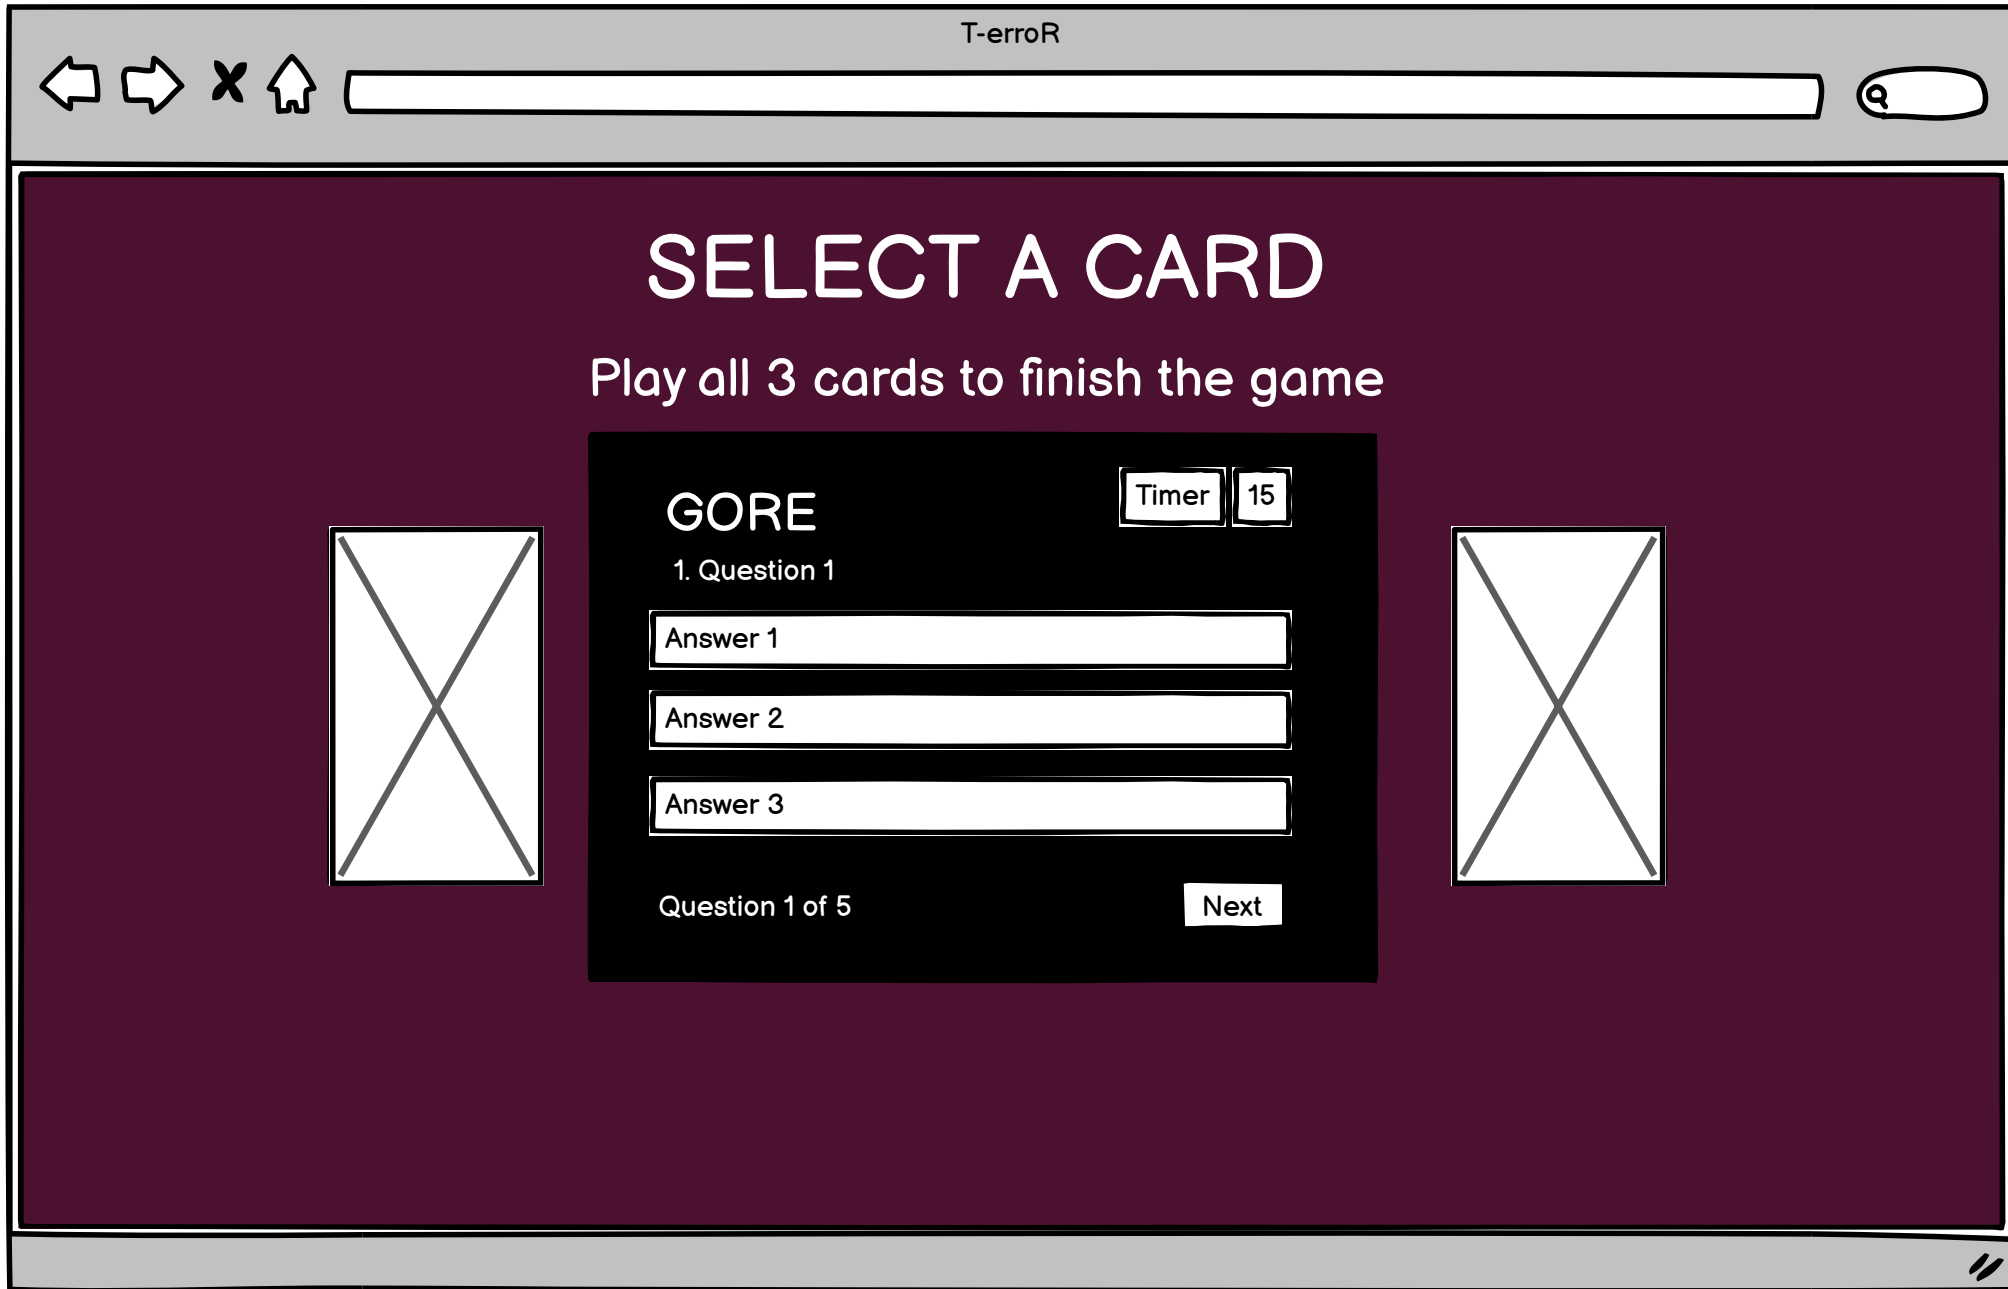 T-erroR
SELECT A CARD
Play all 3 cards to finish the game
GORE
Timer 15
1. Question 1
Answer 1
Answer 2
Answer 3
Question 1 of 5
Next